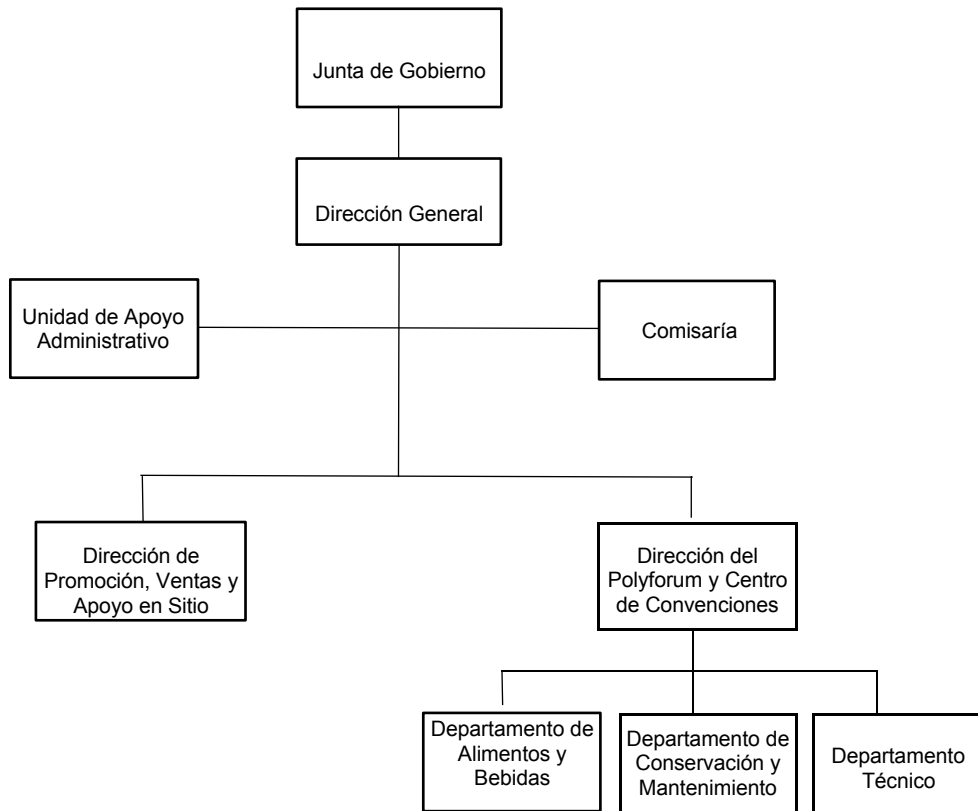 Junta de Gobierno
Dirección General
Unidad de Apoyo
Administrativo
Comisaría
Dirección de
Promoción, Ventas y
Apoyo en Sitio
Dirección del
Polyforum y Centro
de Convenciones
Departamento de
Alimentos y
Bebidas
Departamento de
Conservación y
Mantenimiento
Departamento
Técnico